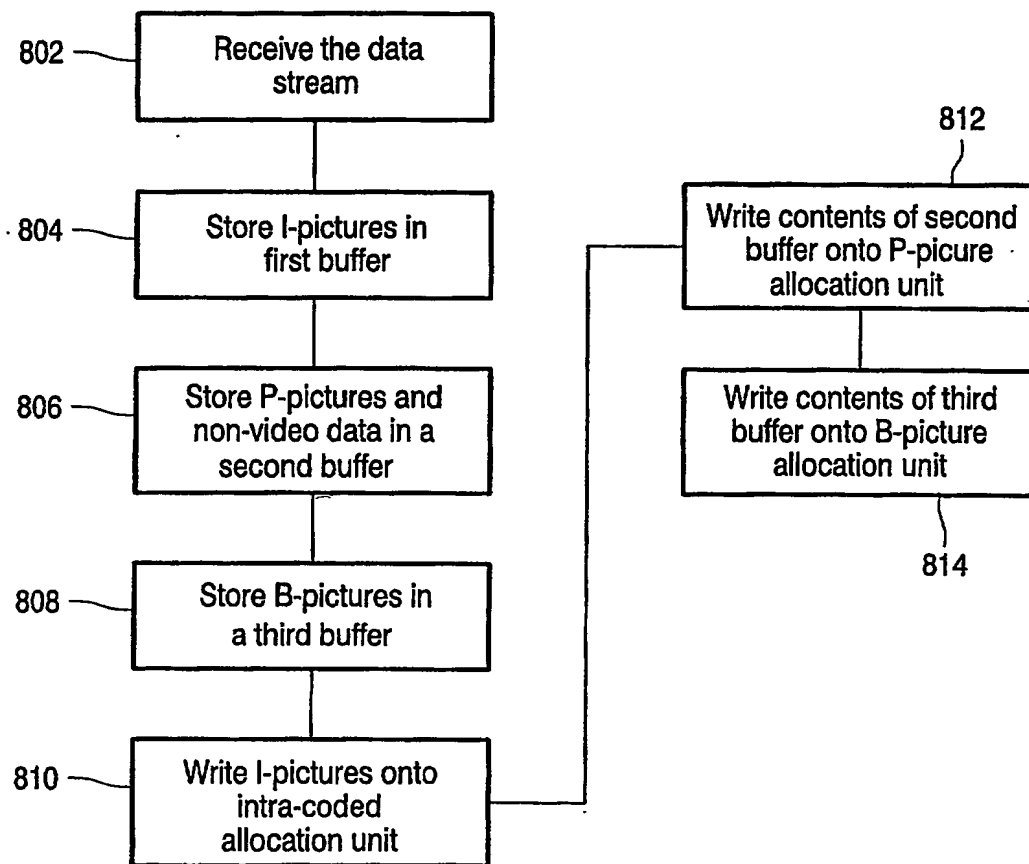 802
Receive the data
stream
804
Store I-pictures in
first buffer
806
Store P-pictures and
non-video data in a
second buffer
808
Store B-pictures in
a third buffer
810
Write I-pictures onto
intra-coded
allocation unit
812
Write contents of second
buffer onto P-picure
allocation unit
Write contents of third
buffer onto B-picture
allocation unit
814